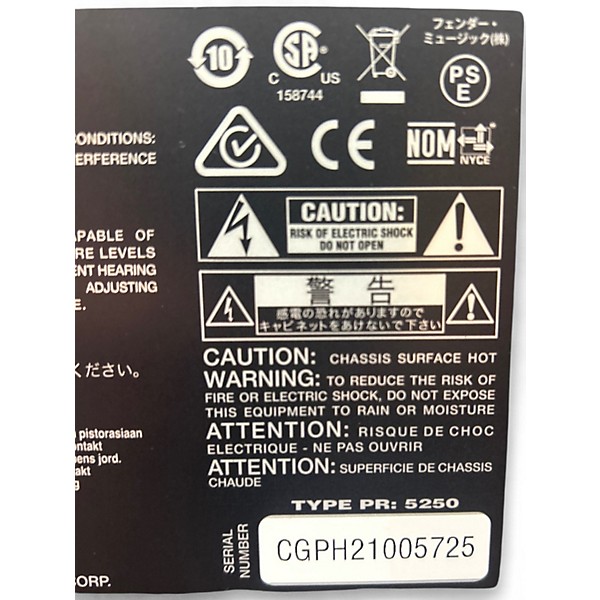 10
C US
158744
フェンダー・
ミュージック(株)
PS
E
CONDITIONS:
ERFERENCE
CE
NOM
NYCE
APABLE OF
RE LEVELS
ENT HEARING
ADJUSTING
E.
CAUTION:
RISK OF ELECTRIC SHOCK
DO NOT OPEN
警告
感電の恐れがありますので
キャビネットをあけないで下さい
ください。
CAUTION: CHASSIS SURFACE HOT
WARNING: TO REDUCE THE RISK OF
FIRE OR ELECTRIC SHOCK, DO NOT EXPOSE
THIS EQUIPMENT TO RAIN OR MOISTURE
ATTENTION: RISQUE DE CHOC
ELECTRIQUE - NE PAS OUVRIR
ATTENTION: SUPERFICIE DE CHASSIS
CHAUDE
pistorasiaan
ontakt
ens jord.
akt
g
TYPE PR: 5250
SERIAL
NUMBER
CGPH21005725
CORP.